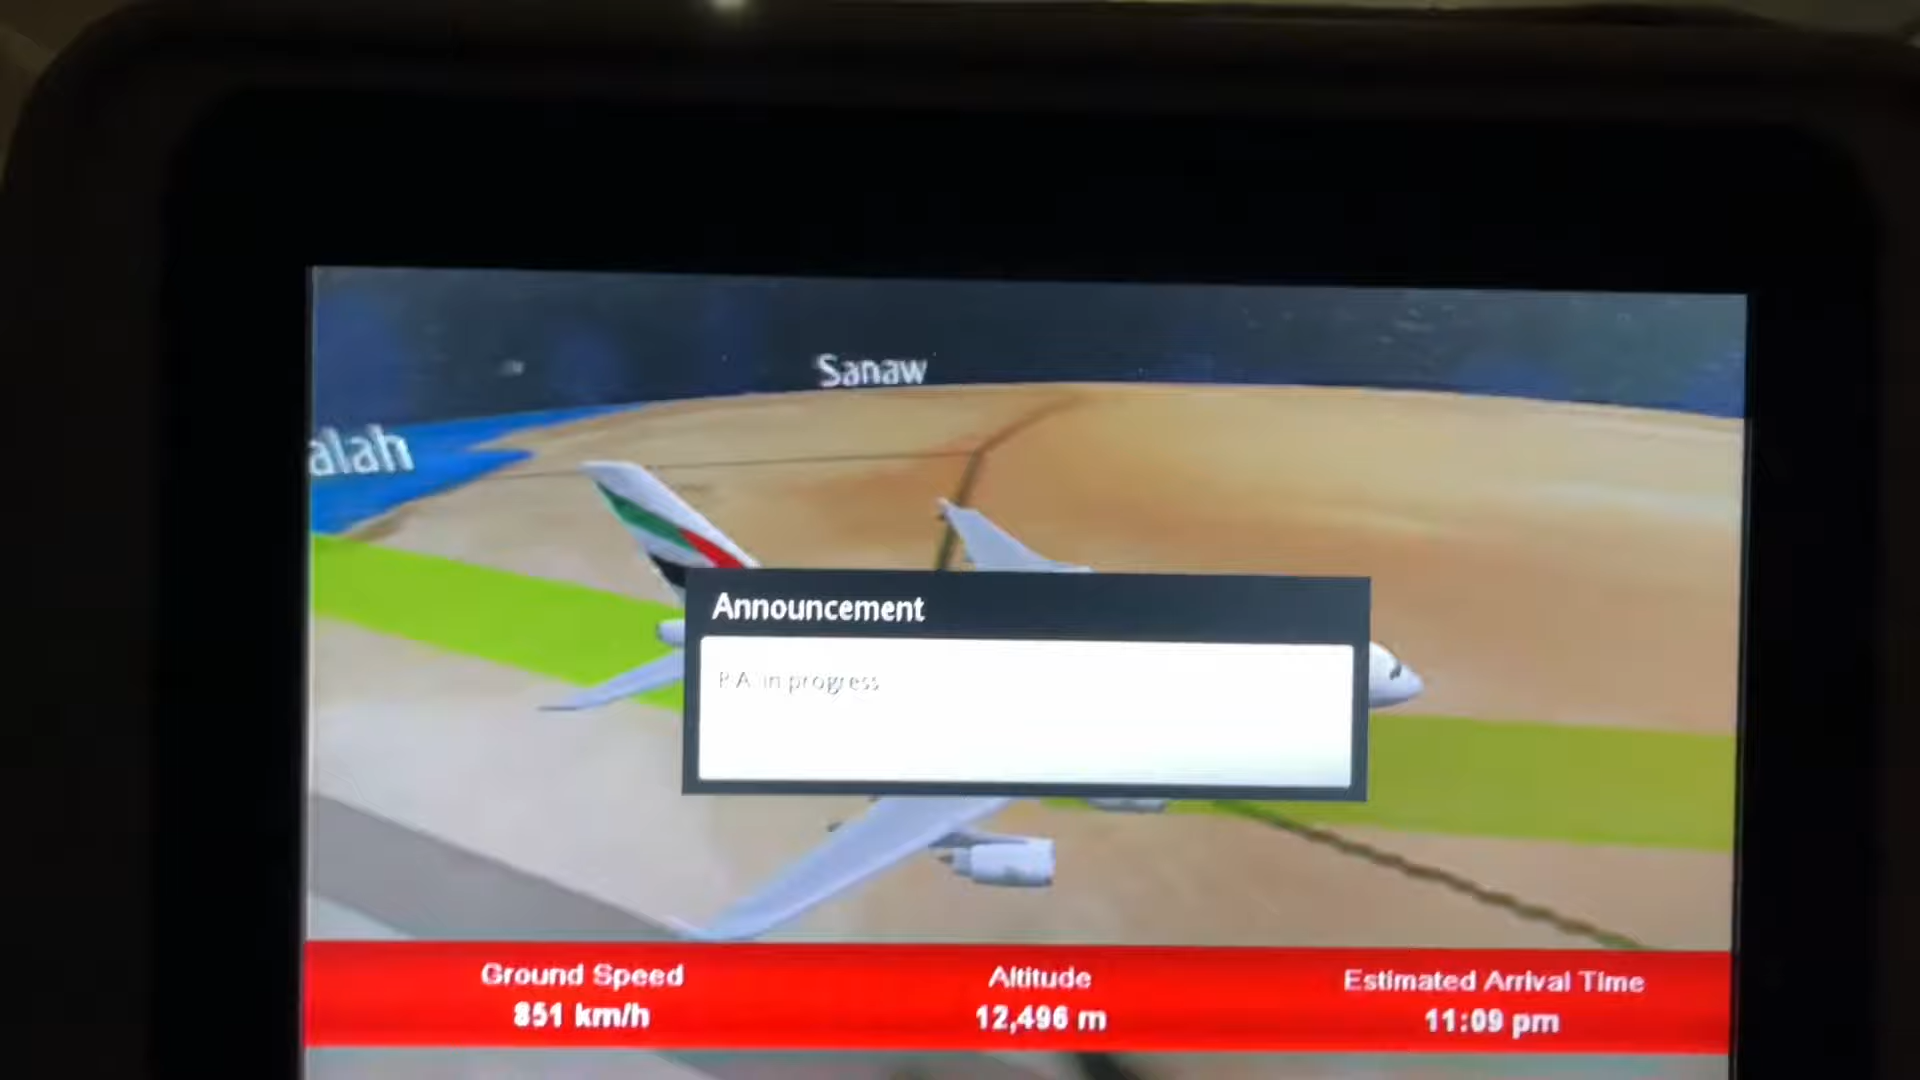 Sanaw
alah
Announcement
P.A. in progress
Ground Speed
851 km/h
Altitude
12,496 m
Estimated Arrival Time
11:09 pm